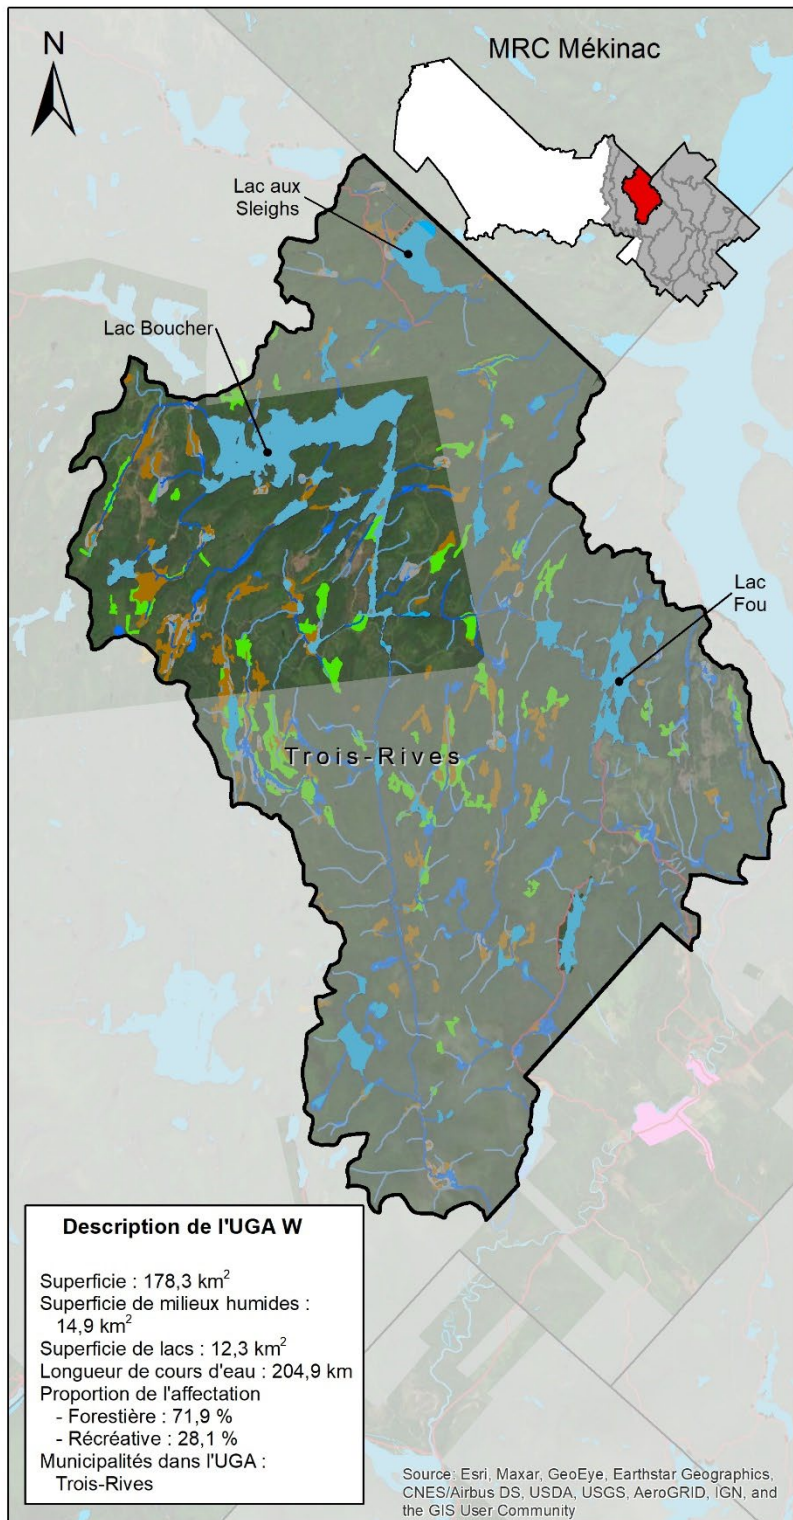 N
MRC Mékinac
Lac aux
Sleighs
Lac Boucher
Lac
Fou
Trois-Rives
Description de l'UGA W
Superficie : 178,3 km²
Superficie de milieux humides :
14,9 km²
Superficie de lacs : 12,3 km²
Longueur de cours d'eau : 204,9 km
Proportion de l'affectation
- Forestière : 71,9 %
- Récréative : 28,1 %
Municipalités dans l'UGA :
Trois-Rives
Source: Esri, Maxar, GeoEye, Earthstar Geographics,
CNES/Airbus DS, USDA, USGS, AeroGRID, IGN, and
the GIS User Community